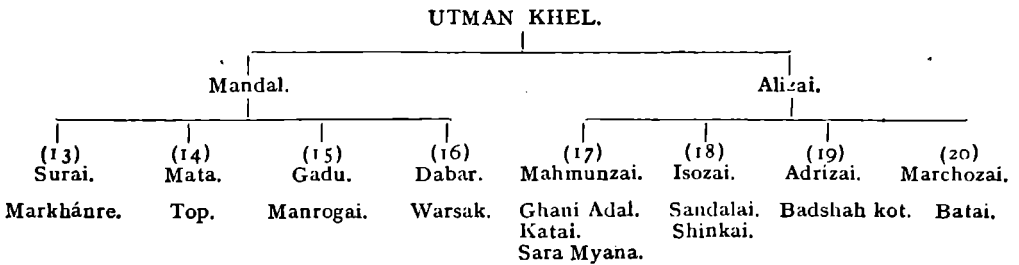 UTMAN KHEL.
Mandal. Alizai.
(13) (14) (15) (16) (17) (18) (19) (20)
Surai. Mata. Gadu. Dabar. Mahmunzai. Isozai. Adrizai. Marchozai.
Markhánre. Top. Manrogai. Warsak. Ghani Adal. Sandalai. Badshah kot. Batai.
Katai. Shinkai.
Sara Myana.